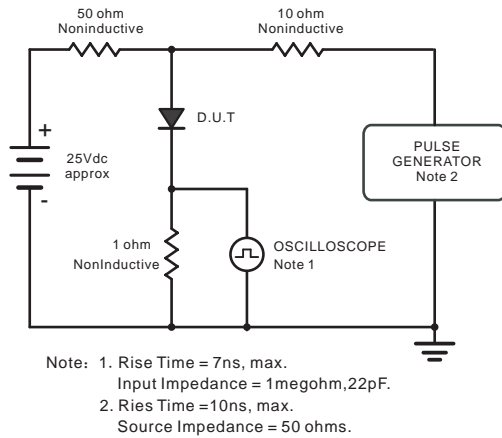 50 ohm
Noninductive
10 ohm
Noninductive
D.U.T
+
25Vdc
approx
-
PULSE
GENERATOR
Note 2
1 ohm
NonInductive
OSCILLOSCOPE
Note 1
Note: 1. Rise Time = 7ns, max.
Input Impedance = 1megohm,22pF.
2. Ries Time =10ns, max.
Source Impedance = 50 ohms.